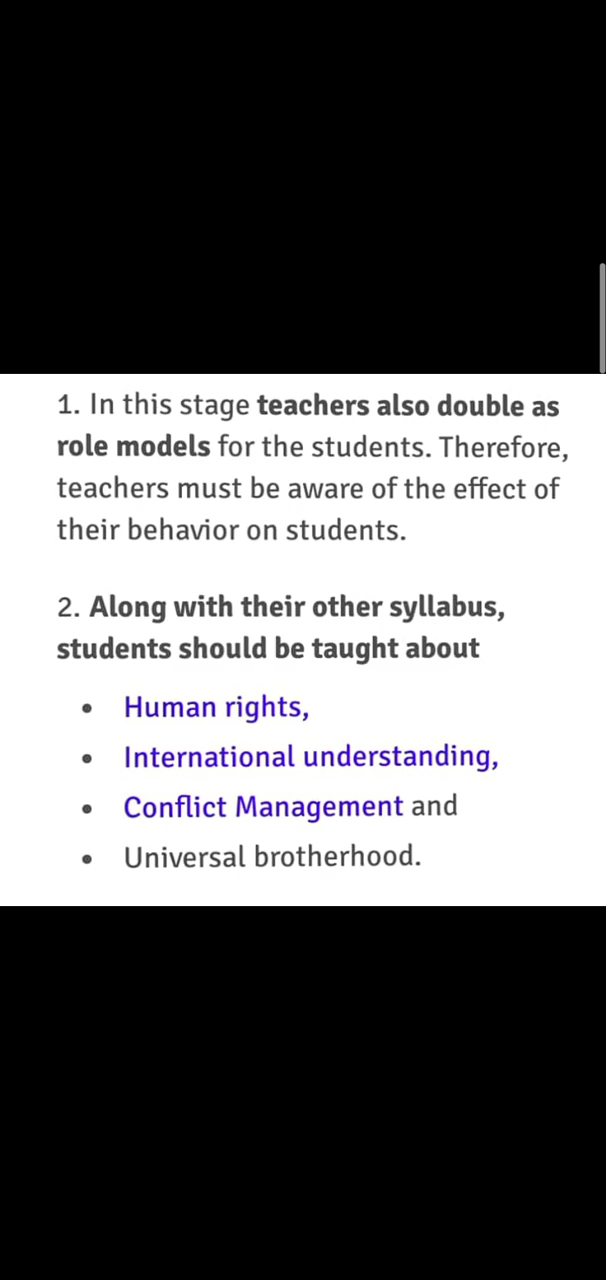 1. In this stage teachers also double as
role models for the students. Therefore,
teachers must be aware of the effect of
their behavior on students.
2. Along with their other syllabus,
students should be taught about
• Human rights,
• International understanding,
• Conflict Management and
• Universal brotherhood.